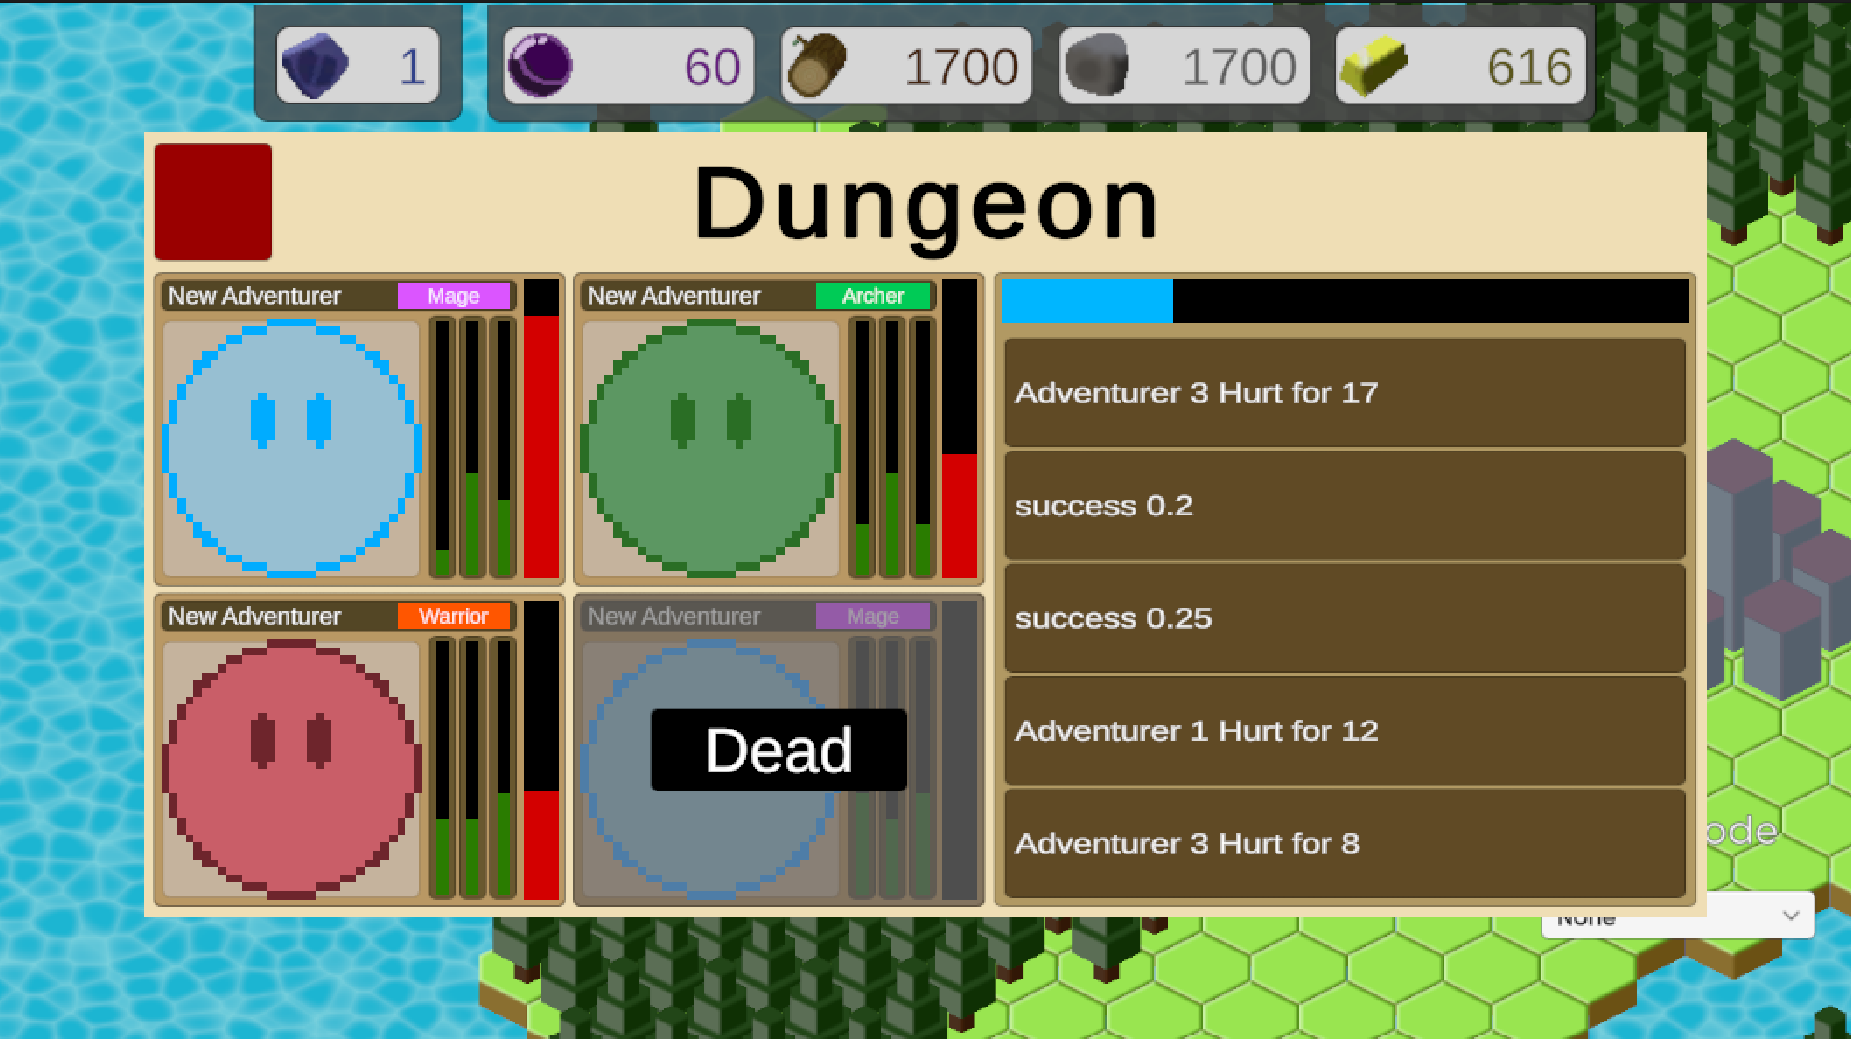 1
60
1700
1700
616
Dungeon
New Adventurer
Mage
New Adventurer
Archer
New Adventurer
Warrior
New Adventurer
Mage
Dead
Adventurer 3 Hurt for 17
success 0.2
success 0.25
Adventurer 1 Hurt for 12
Adventurer 3 Hurt for 8
ode
None